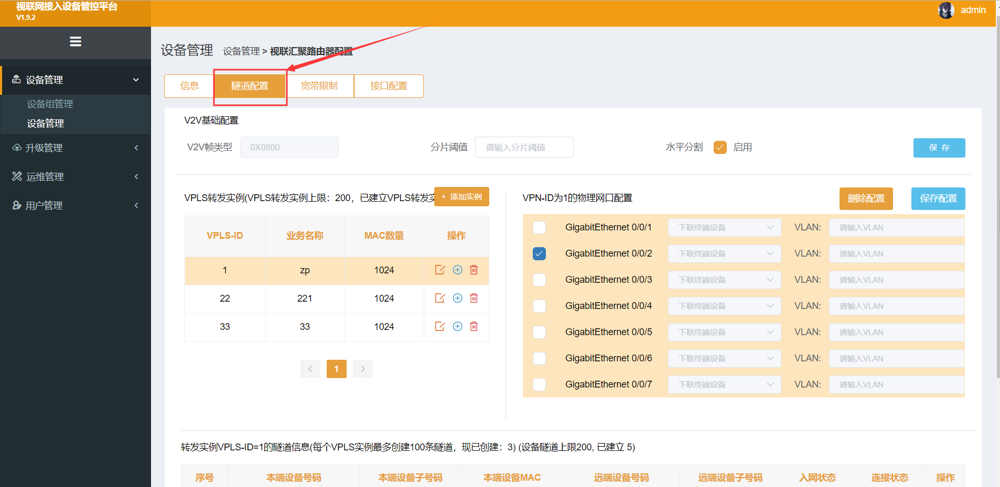 视联网接入设备管控平台
V1.9.2
admin
设备管理
设备组管理
设备管理
升级管理
运维管理
用户管理
设备管理 设备管理 > 视联汇聚路由器配置
信息 隧道配置 宽带限制 接口配置
V2V基础配置
V2V帧类型 0X0800 分片阈值 请输入分片阈值 水平分割 启用 保 存
VPLS转发实例(VPLS转发实例上限：200，已建立VPLS转发实 + 添加实例
VPLS-ID 业务名称 MAC数量 操作
1 zp 1024
22 221 1024
33 33 1024
1
VPN-ID为1的物理网口配置 删除配置 保存配置
GigabitEthernet 0/0/1 下联终端设备 VLAN: 请输入VLAN
GigabitEthernet 0/0/2 下联终端设备 VLAN: 请输入VLAN
GigabitEthernet 0/0/3 下联终端设备 VLAN: 请输入VLAN
GigabitEthernet 0/0/4 下联终端设备 VLAN: 请输入VLAN
GigabitEthernet 0/0/5 下联终端设备 VLAN: 请输入VLAN
GigabitEthernet 0/0/6 下联终端设备 VLAN: 请输入VLAN
GigabitEthernet 0/0/7 下联终端设备 VLAN: 请输入VLAN
转发实例VPLS-ID=1的隧道信息(每个VPLS实例最多创建100条隧道，现已创建：3) (设备隧道上限200, 已建立 5)
序号 本端设备号码 本端设备子号码 本端设备MAC 远端设备号码 远端设备子号码 入网状态 连接状态 操作